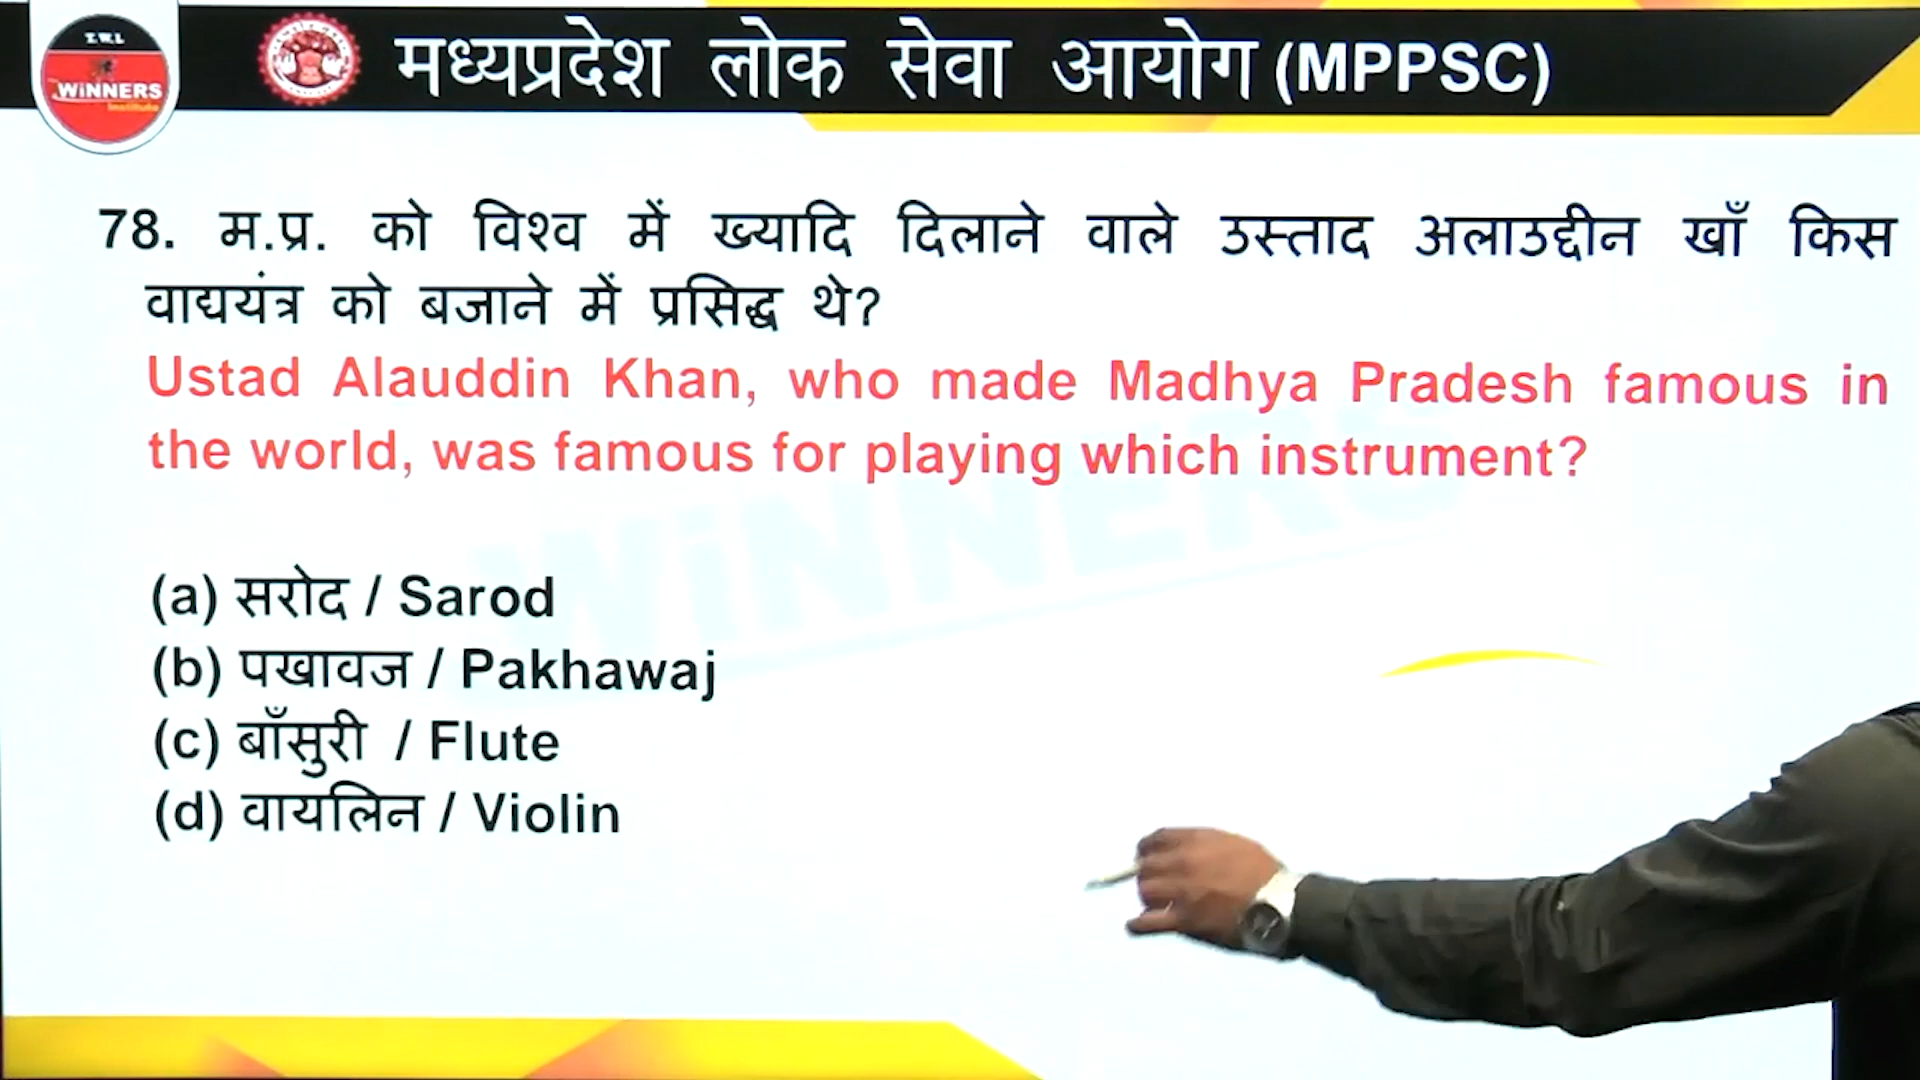 T.W.I.
WiNNERS
Institute
मध्यप्रदेश लोक सेवा आयोग (MPPSC)
78. म.प्र. को विश्व में ख्यादि दिलाने वाले उस्ताद अलाउद्दीन खाँ किस
वाद्ययंत्र को बजाने में प्रसिद्ध थे?
Ustad Alauddin Khan, who made Madhya Pradesh famous in
the world, was famous for playing which instrument?
WiNNERS
(a) सरोद / Sarod
(b) पखावज / Pakhawaj
(c) बाँसुरी / Flute
(d) वायलिन / Violin